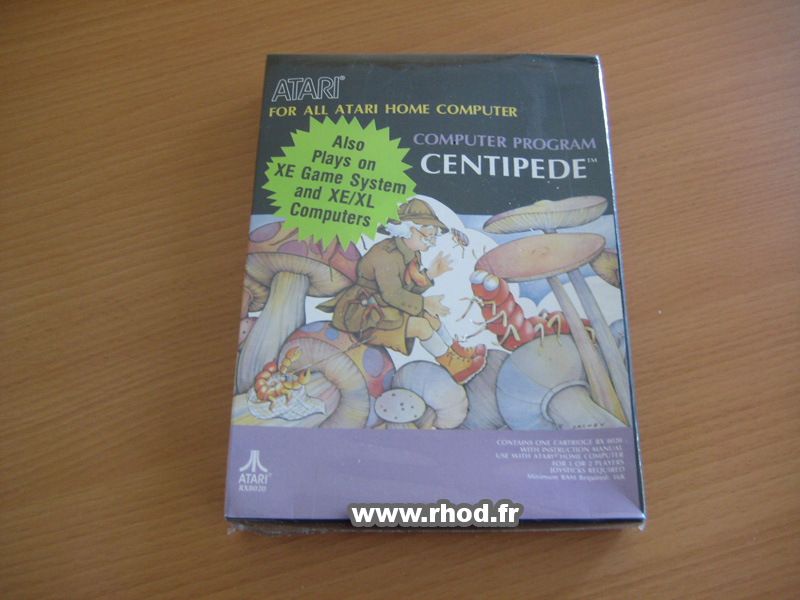 ATARI®
FOR ALL ATARI HOME COMPUTER
COMPUTER PROGRAM
CENTIPEDE™
Also
Plays on
XE Game System
and XE/XL
Computers
CONTAINS ONE CARTRIDGE RX 8020
WITH INSTRUCTION MANUAL
USE WITH ATARI® HOME COMPUTER
FOR 1 OR 2 PLAYERS
JOYSTICKS REQUIRED
Minimum RAM Required: 16K
ATARI®
RX8020
www.rhod.fr